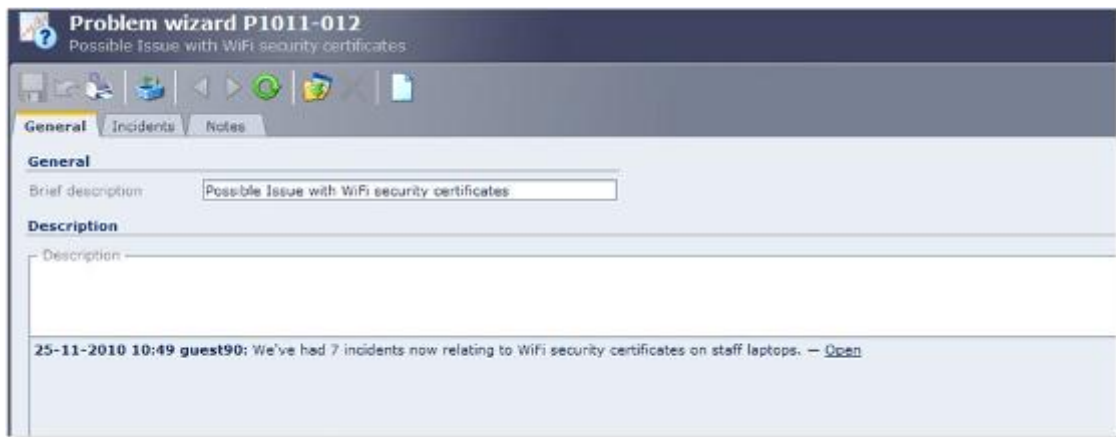 Problem wizard P1011-012
Possible Issue with WiFi security certificates
General Incidents Notes
General
Brief description Possible Issue with WiFi security certificates
Description
Description
25-11-2010 10:49 guest90: We've had 7 incidents now relating to WiFi security certificates on staff laptops. — Open